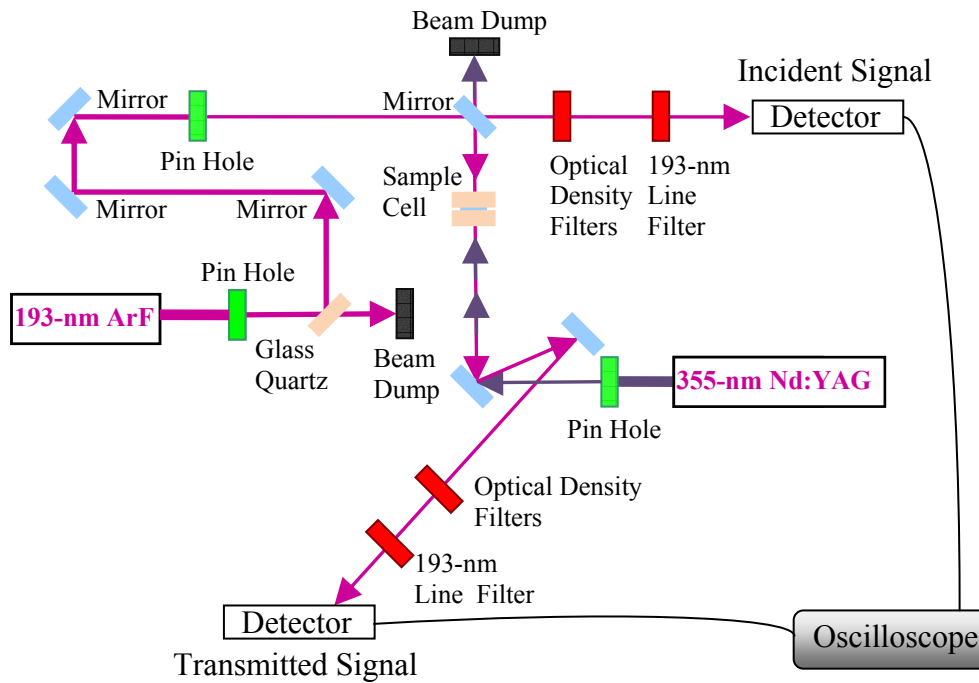 Beam Dump
Incident Signal
Mirror
Mirror
Detector
Pin Hole
Optical
Density
Filters
193-nm
Line
Filter
Sample
Cell
Mirror
Mirror
Pin Hole
193-nm ArF
Glass
Quartz
Beam
Dump
355-nm Nd:YAG
Pin Hole
Optical Density
Filters
193-nm
Line Filter
Detector
Transmitted Signal
Oscilloscope